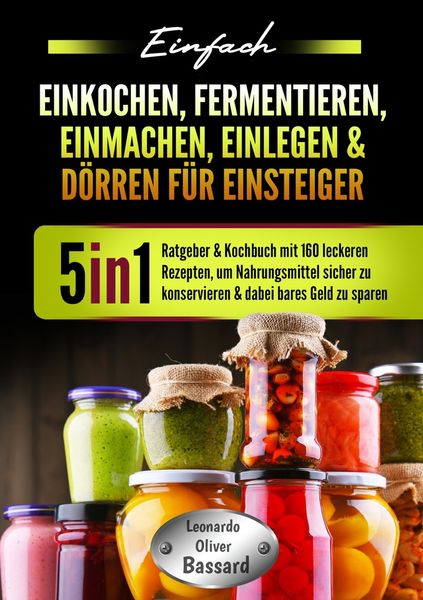 Einfach
EINKOCHEN, FERMENTIEREN,
EINMACHEN, EINLEGEN &
DÖRREN FÜR EINSTEIGER
5in1
Ratgeber & Kochbuch mit 160 leckeren
Rezepten, um Nahrungsmittel sicher zu
konservieren & dabei bares Geld zu sparen
Leonardo
Oliver
Bassard